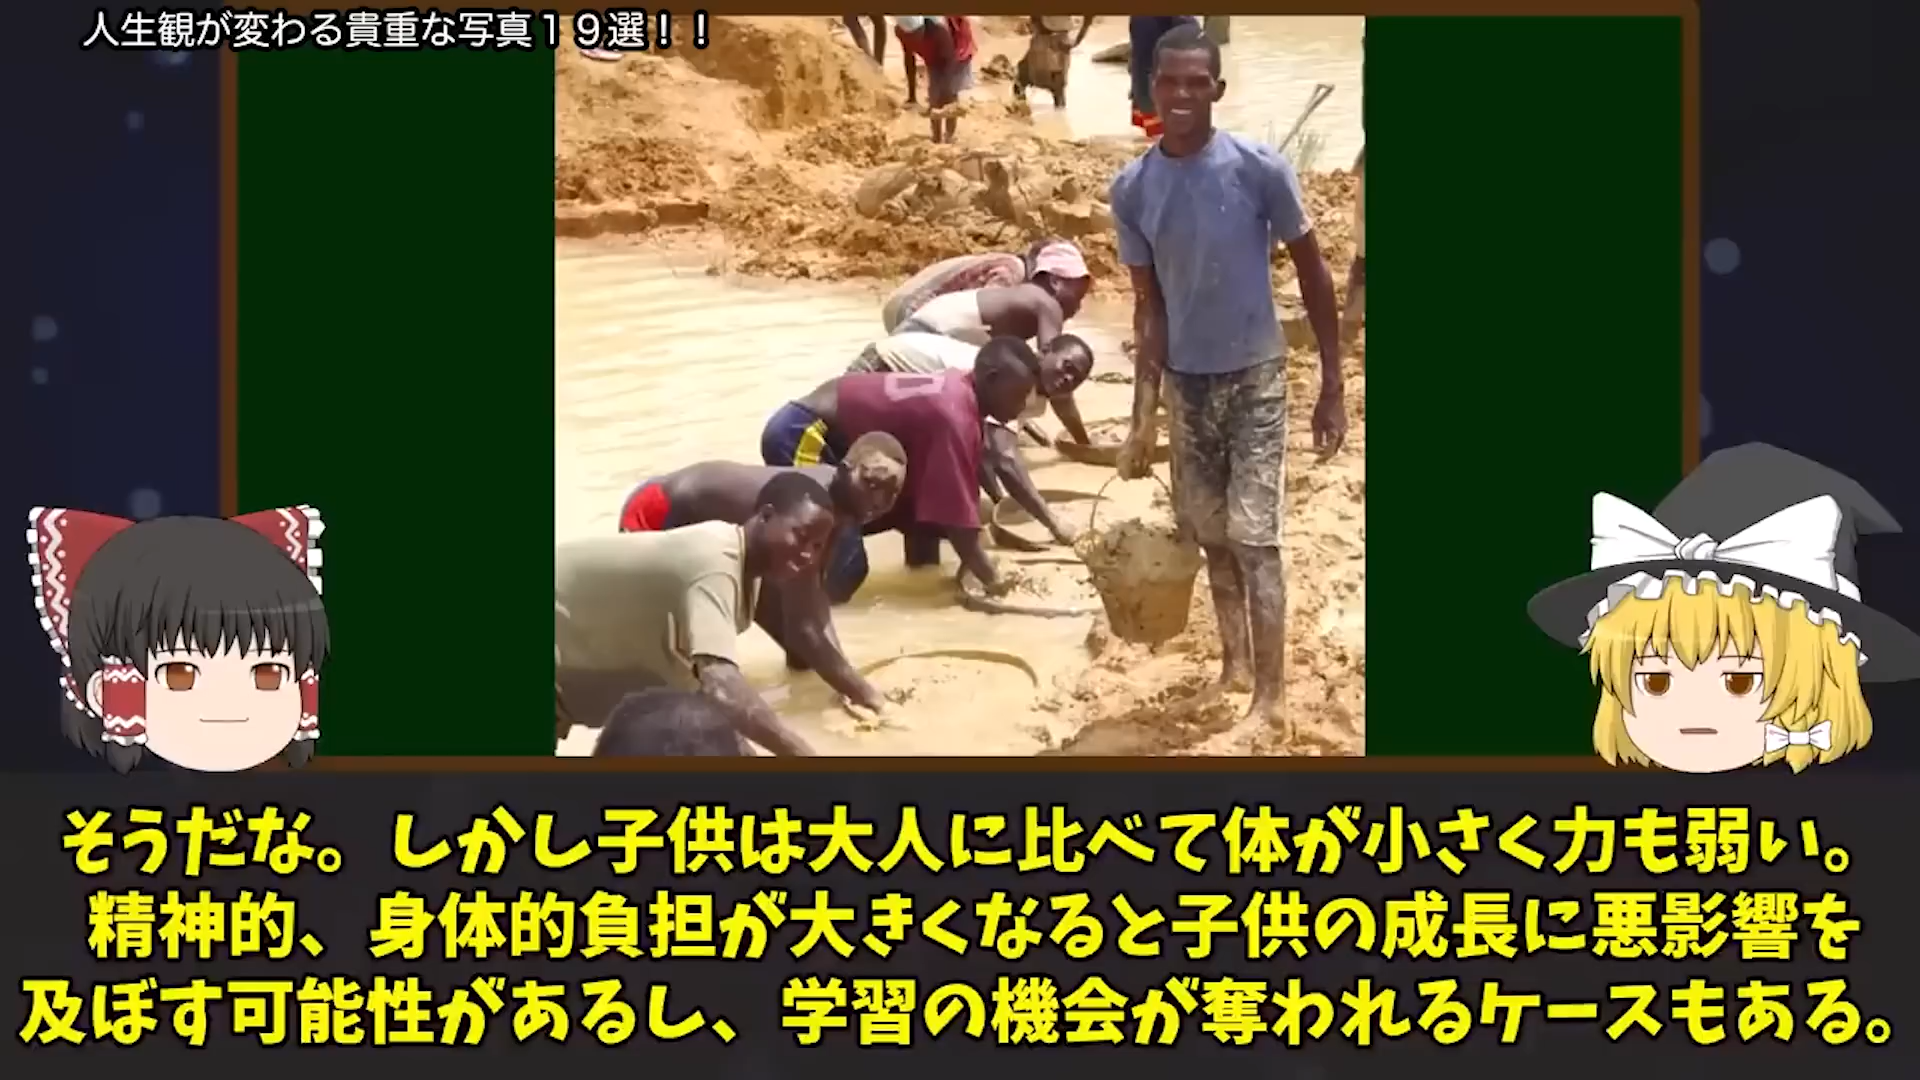 人生観が変わる貴重な写真１９選！！
そうだな。しかし子供は大人に比べて体が小さく力も弱い。
精神的、身体的負担が大きくなると子供の成長に悪影響を
及ぼす可能性があるし、学習の機会が奪われるケースもある。